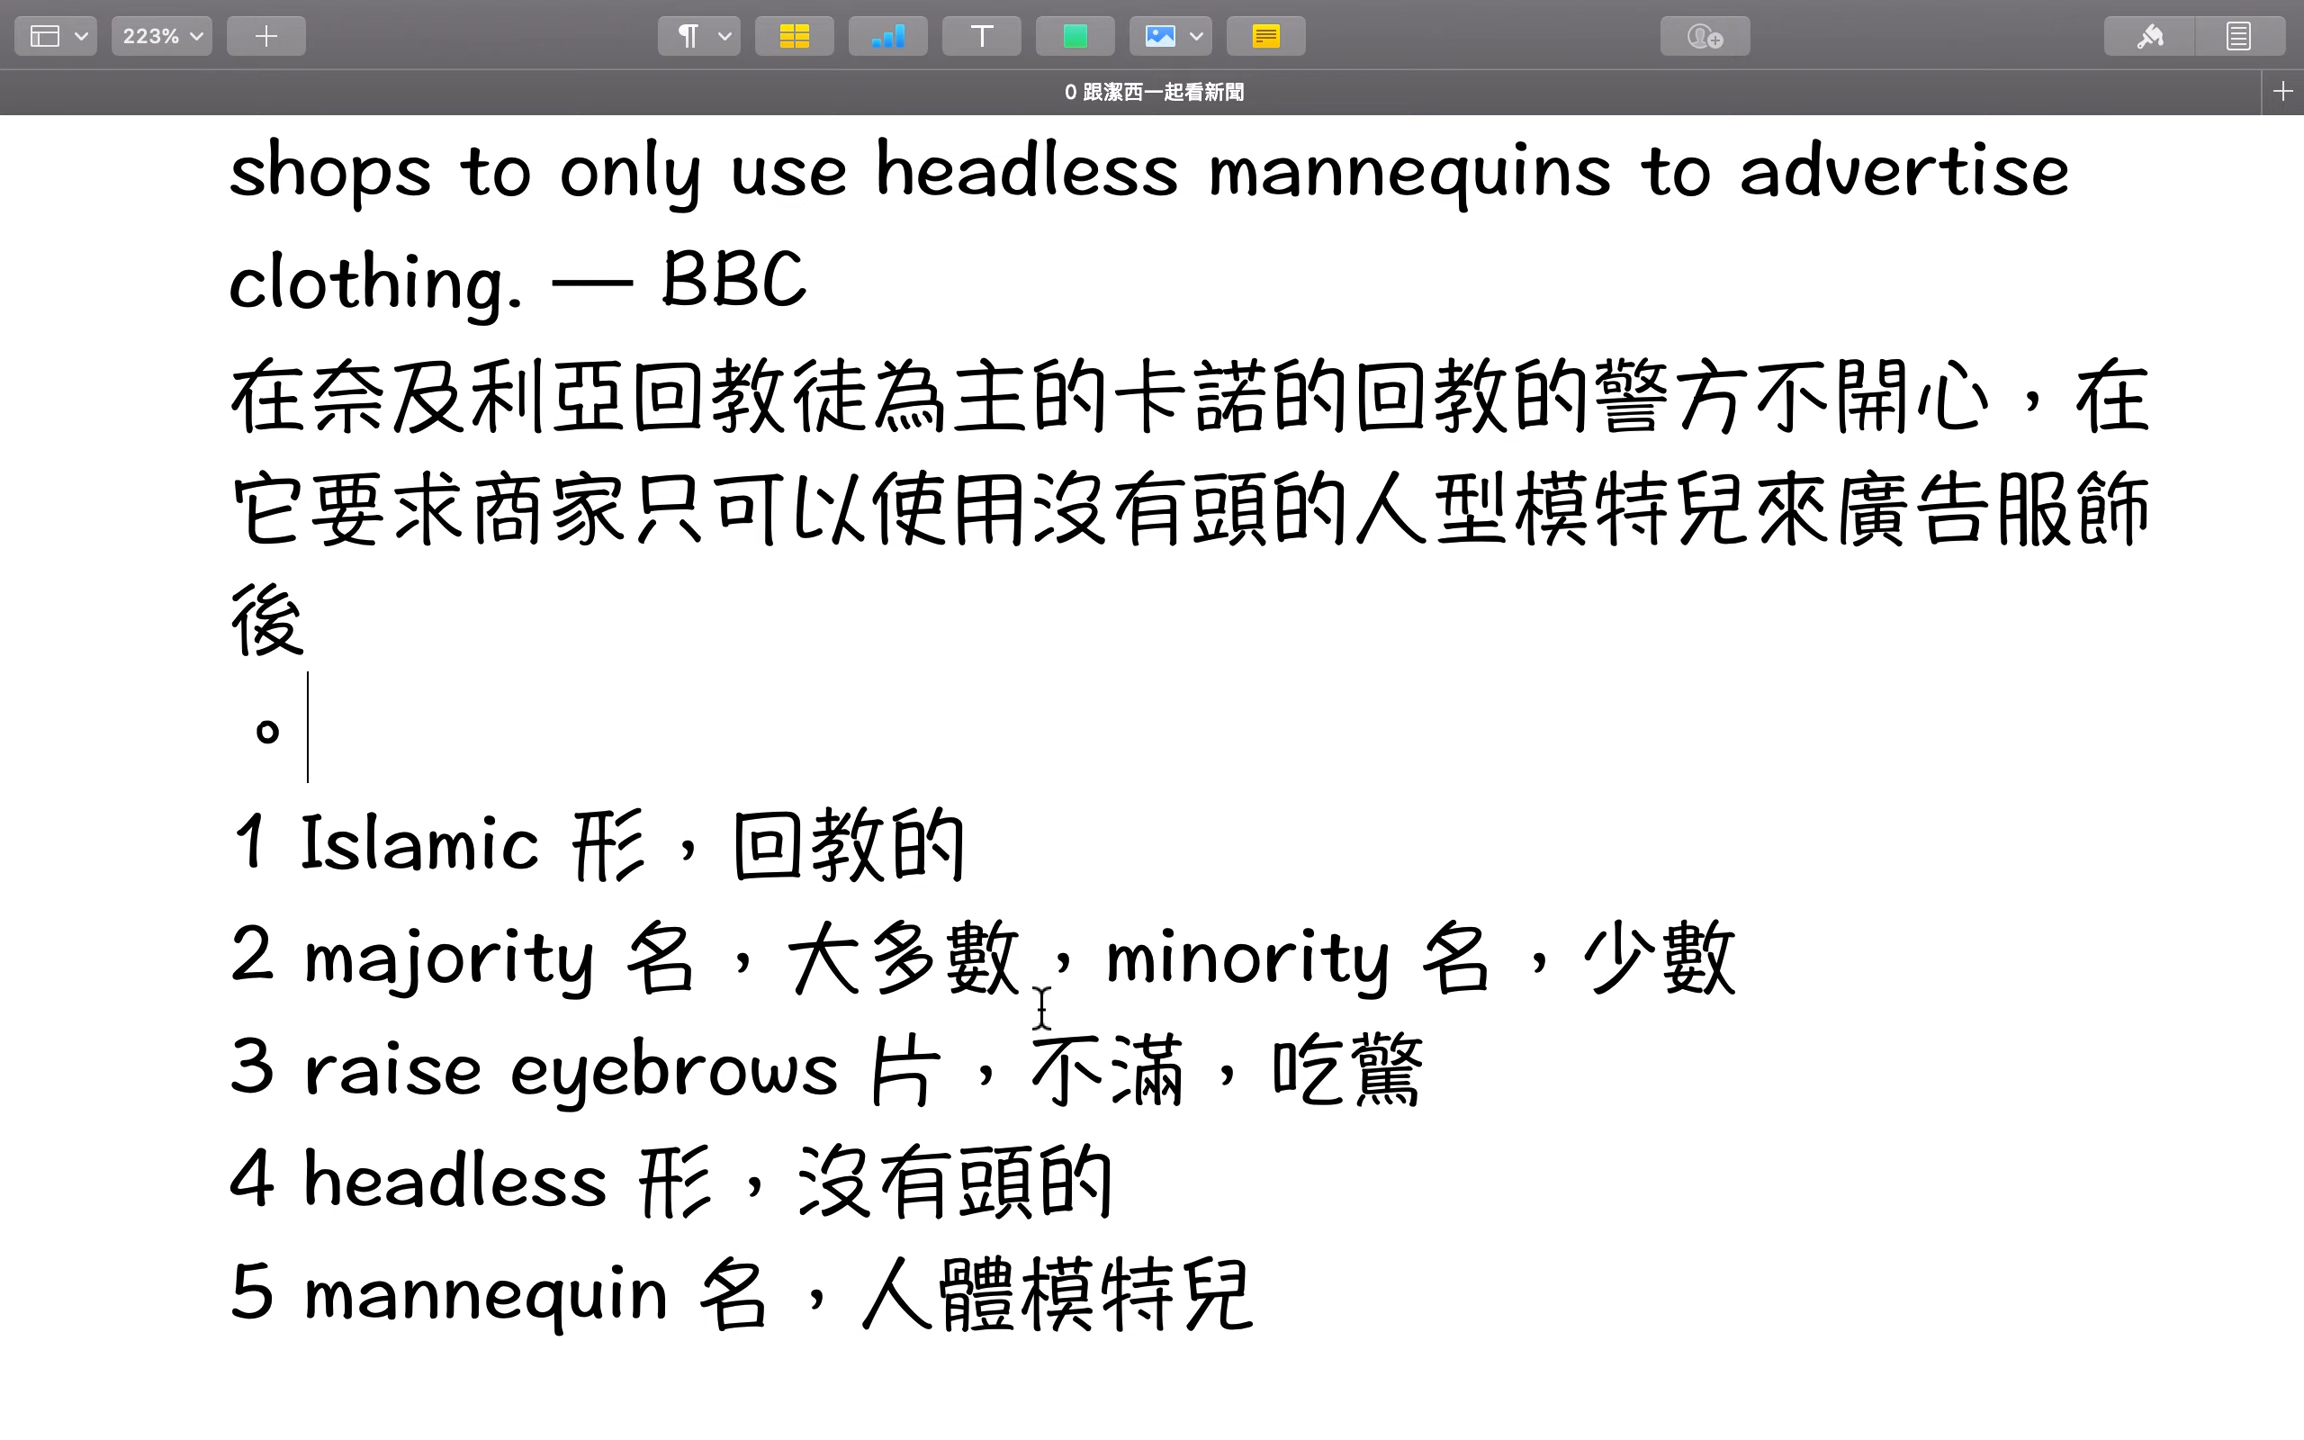 223%
0 跟潔西一起看新聞
shops to only use headless mannequins to advertise
clothing. — BBC
在奈及利亞回教徒為主的卡諾的回教的警方不開心，在
它要求商家只可以使用沒有頭的人型模特兒來廣告服飾
後
。
1 Islamic 形，回教的
2 majority 名，大多數，minority 名，少數
3 raise eyebrows 片，不滿，吃驚
4 headless 形，沒有頭的
5 mannequin 名，人體模特兒